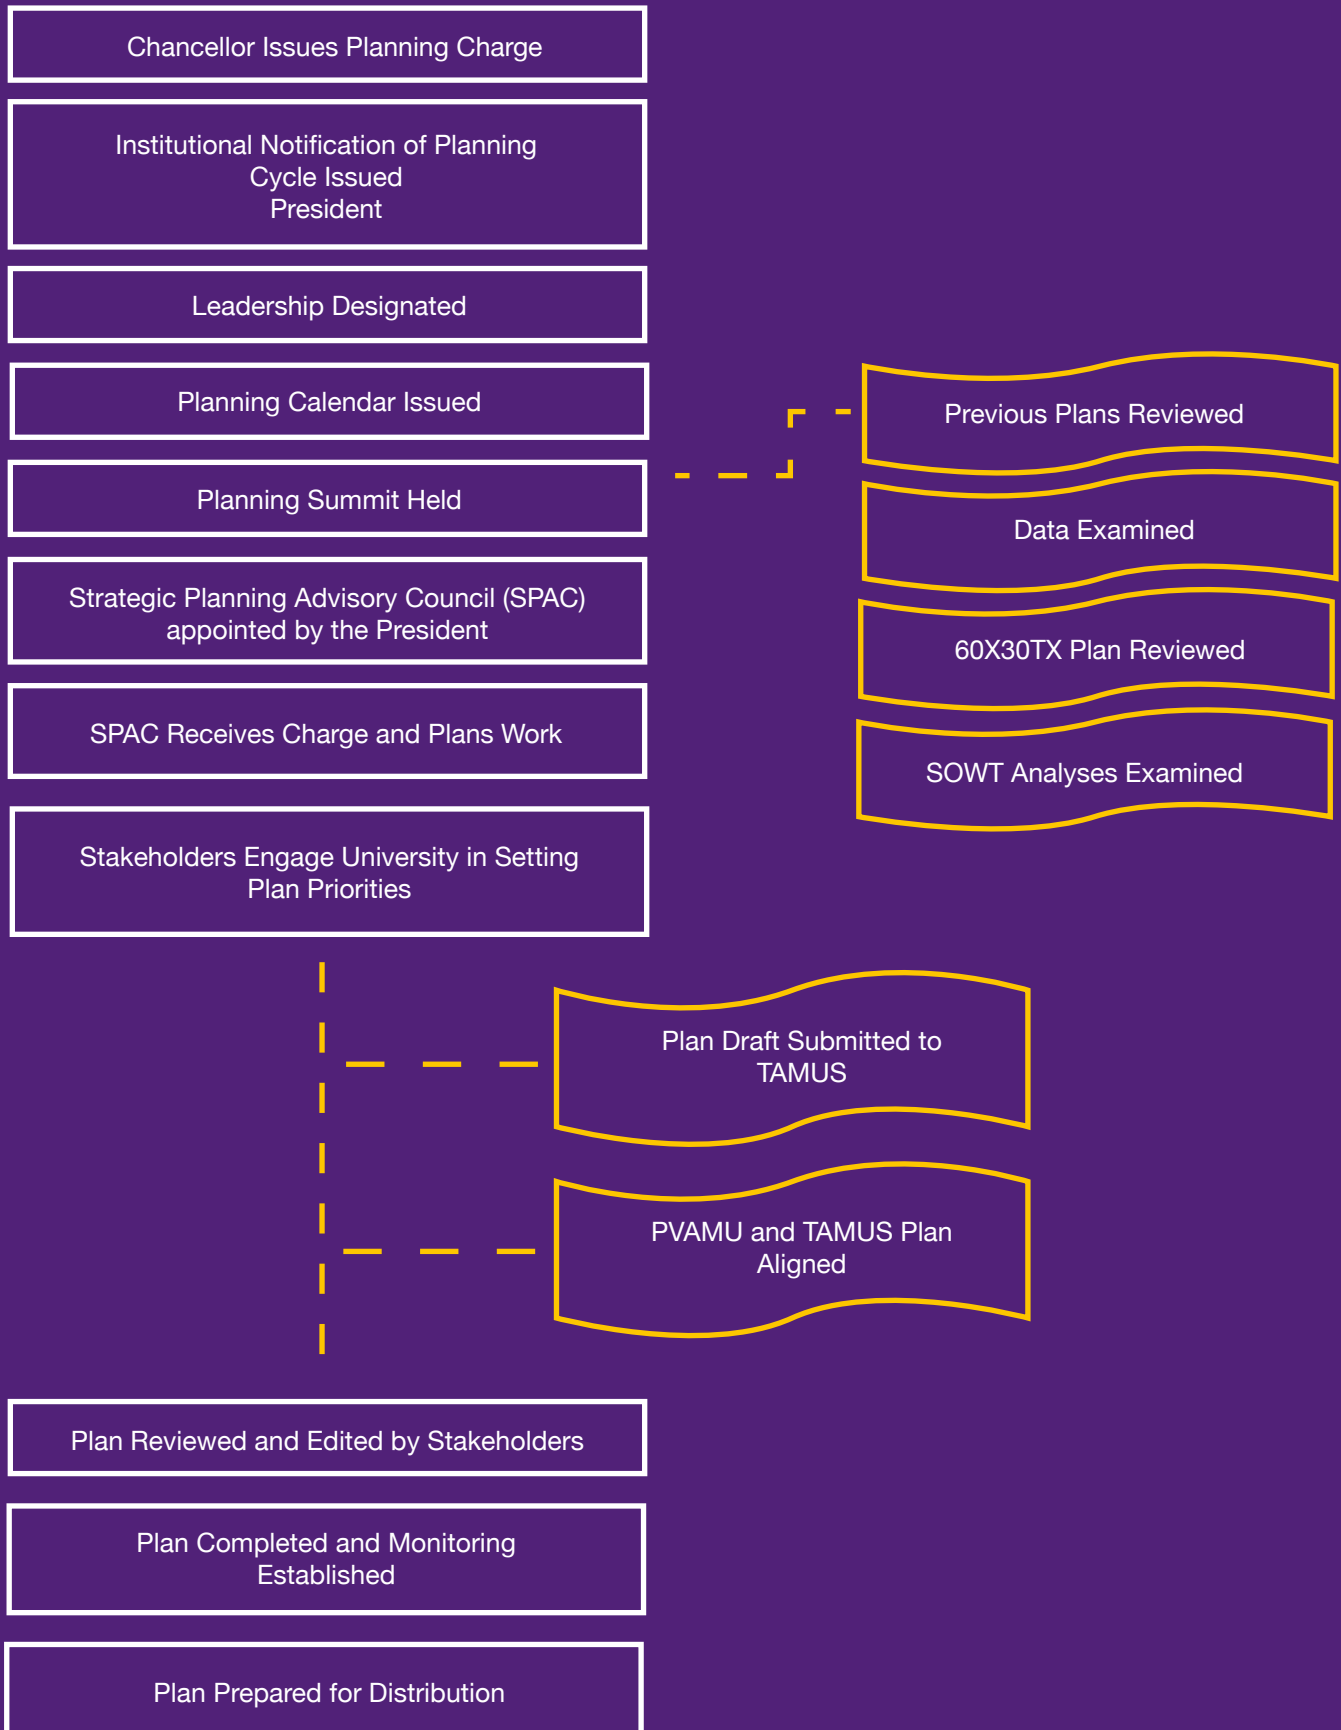 Chancellor Issues Planning Charge
Institutional Notification of Planning
Cycle Issued
President
Leadership Designated
Planning Calendar Issued
Planning Summit Held
Previous Plans Reviewed
Data Examined
60X30TX Plan Reviewed
SOWT Analyses Examined
Strategic Planning Advisory Council (SPAC)
appointed by the President
SPAC Receives Charge and Plans Work
Stakeholders Engage University in Setting
Plan Priorities
Plan Draft Submitted to
TAMUS
PVAMU and TAMUS Plan
Aligned
Plan Reviewed and Edited by Stakeholders
Plan Completed and Monitoring
Established
Plan Prepared for Distribution